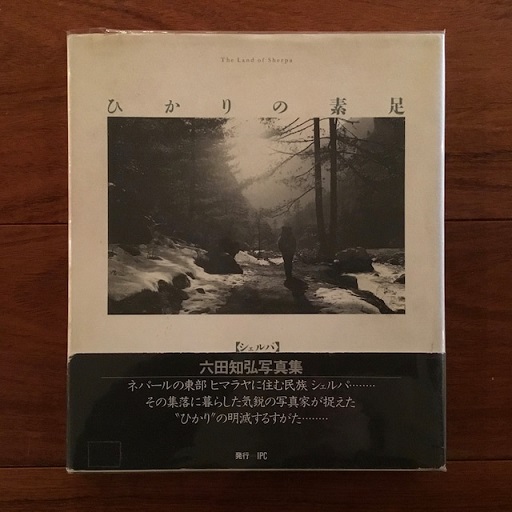 The Land of Sherpa
ひかりの素足
【シェルパ】
六田知弘写真集
ネパールの東部 ヒマラヤに住む民族 シェルパ………
その集落に暮らした気鋭の写真家が捉えた
“ひかり”の明滅するすがた………
発行—IPC